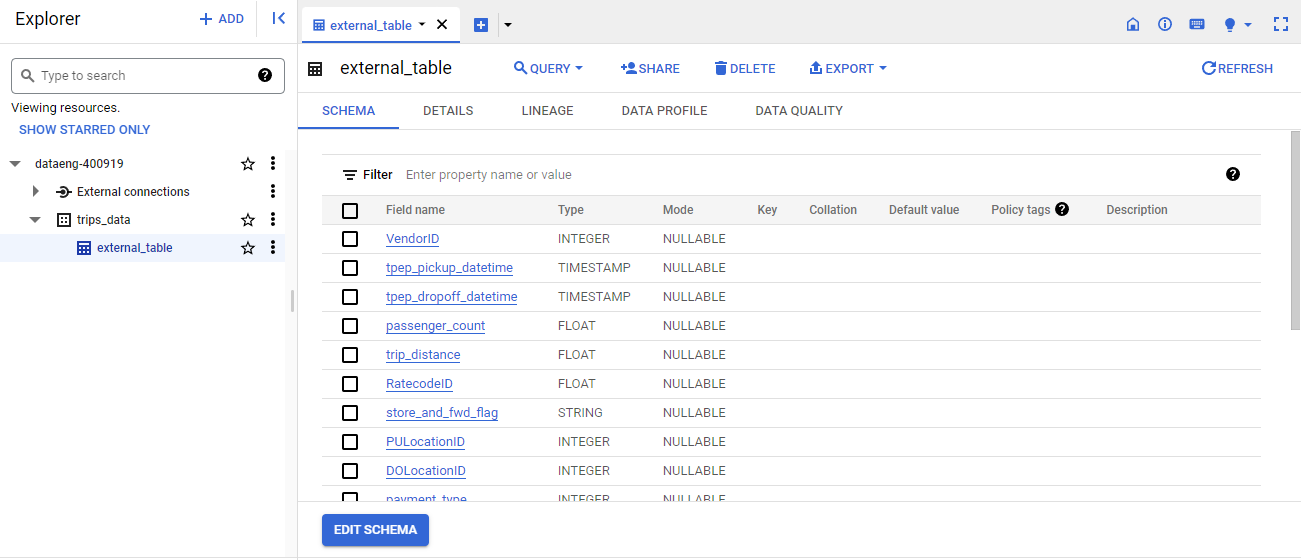 Explorer
+ ADD
Type to search
Viewing resources.
SHOW STARRED ONLY
dataeng-400919
External connections
trips_data
external_table
external_table
external_table
QUERY
SHARE
DELETE
EXPORT
REFRESH
SCHEMA DETAILS LINEAGE DATA PROFILE DATA QUALITY
Filter Enter property name or value
Field name Type Mode Key Collation Default value Policy tags Description
VendorID INTEGER NULLABLE
tpep_pickup_datetime TIMESTAMP NULLABLE
tpep_dropoff_datetime TIMESTAMP NULLABLE
passenger_count FLOAT NULLABLE
trip_distance FLOAT NULLABLE
RatecodeID FLOAT NULLABLE
store_and_fwd_flag STRING NULLABLE
PULocationID INTEGER NULLABLE
DOLocationID INTEGER NULLABLE
payment_type INTEGER NULLABLE
EDIT SCHEMA